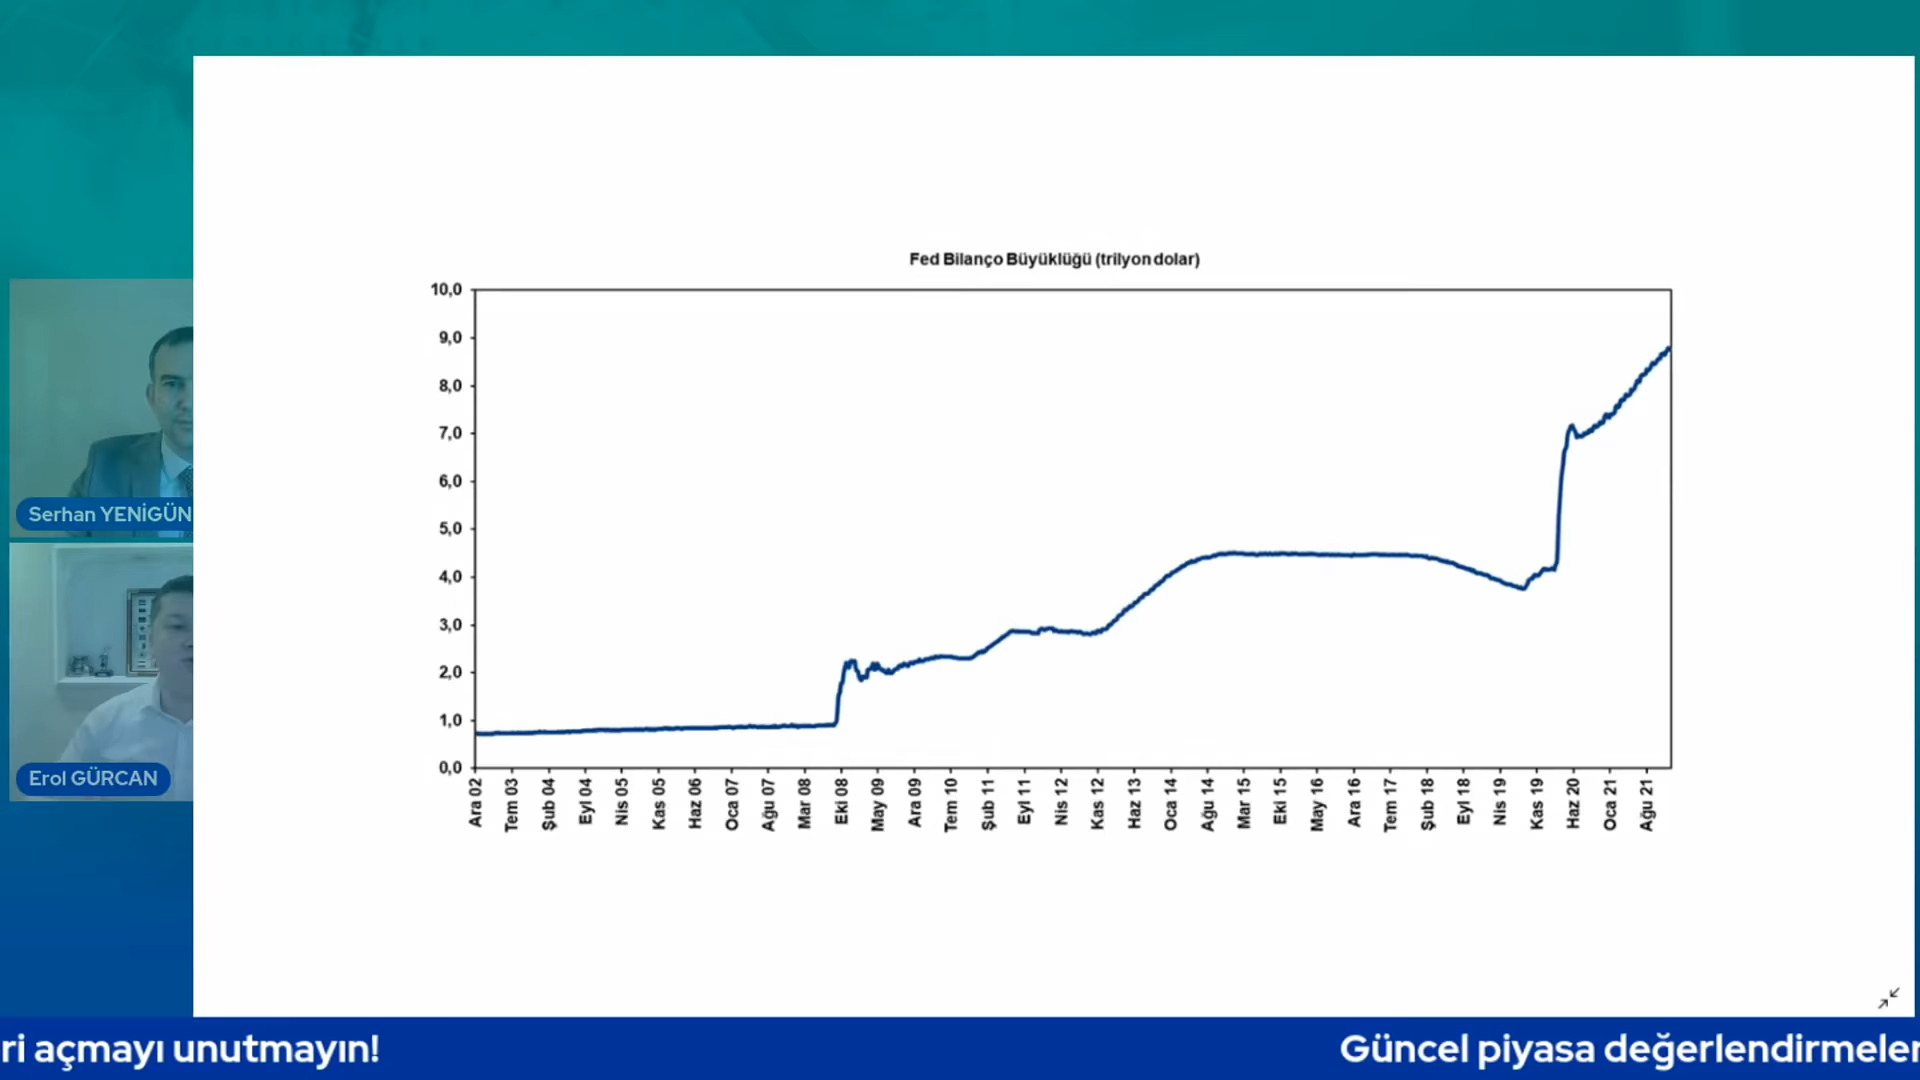 Fed Bilanço Büyüklüğü (trilyon dolar)
10,0
9,0
8,0
7,0
6,0
5,0
4,0
3,0
2,0
1,0
0,0
Ara 02
Tem 03
Şub 04
Eyl 04
Nis 05
Kas 05
Haz 06
Oca 07
Ağu 07
Mar 08
Eki 08
May 09
Ara 09
Tem 10
Şub 11
Eyl 11
Nis 12
Kas 12
Haz 13
Oca 14
Ağu 14
Mar 15
Eki 15
May 16
Ara 16
Tem 17
Şub 18
Eyl 18
Nis 19
Kas 19
Haz 20
Oca 21
Ağu 21
Serhan YENİGÜN
Erol GÜRCAN
ri açmayı unutmayın!
Güncel piyasa değerlendirmeler